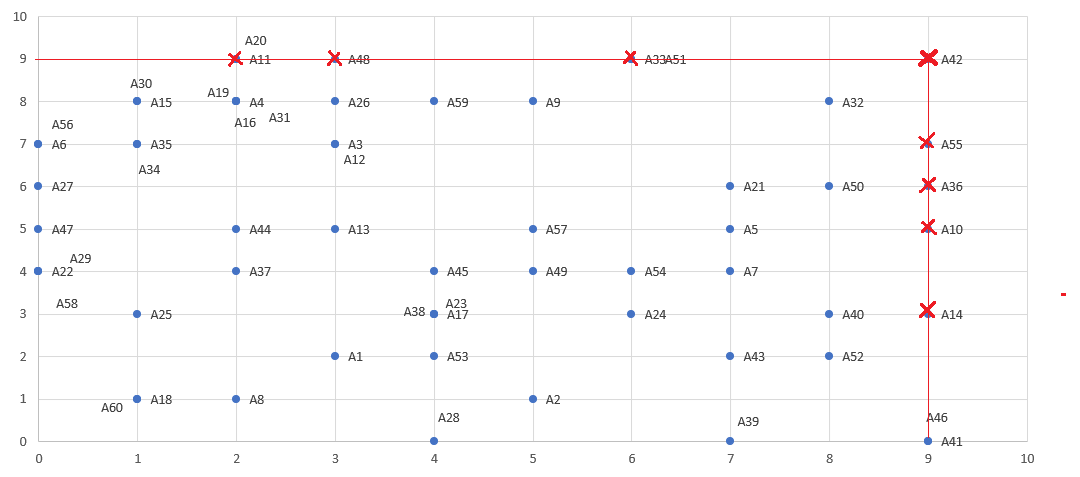 10
A20
9 A11 A48 A33A51 A42
A30
A19
8 A15 A4 A26 A59 A9 A32
A16 A31
A56
7 A6 A35 A3 A55
A12
A34
6 A27 A21 A50 A36
5 A47 A44 A13 A57 A5 A10
A29
4 A22 A37 A45 A49 A54 A7
A58 A23
3 A25 A38 A17 A24 A40 A14
2 A1 A53 A43 A52
1 A18 A8 A2
A60
A28 A39 A46
0 A41
0 1 2 3 4 5 6 7 8 9 10